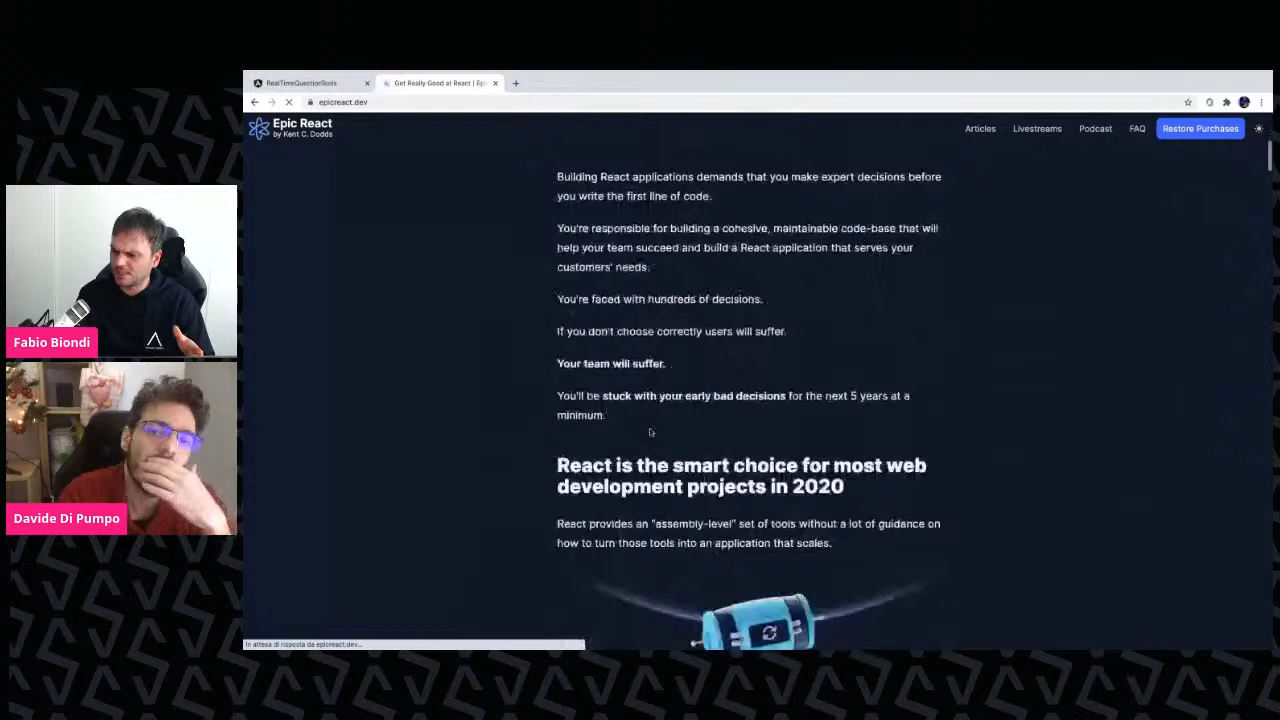 RealTimeQuestionTools
Get Really Good at React | Epi
epicreact.dev
Epic React
by Kent C. Dodds
Articles
Livestreams
Podcast
FAQ
Restore Purchases
Building React applications demands that you make expert decisions before
you write the first line of code.
You're responsible for building a cohesive, maintainable code-base that will
help your team succeed and build a React application that serves your
customers' needs.
You're faced with hundreds of decisions.
If you don't choose correctly users will suffer.
Your team will suffer.
You'll be stuck with your early bad decisions for the next 5 years at a
minimum.
React is the smart choice for most web
development projects in 2020
React provides an "assembly-level" set of tools without a lot of guidance on
how to turn those tools into an application that scales.
In attesa di risposta da epicreact.dev...
Fabio Biondi
Davide Di Pumpo